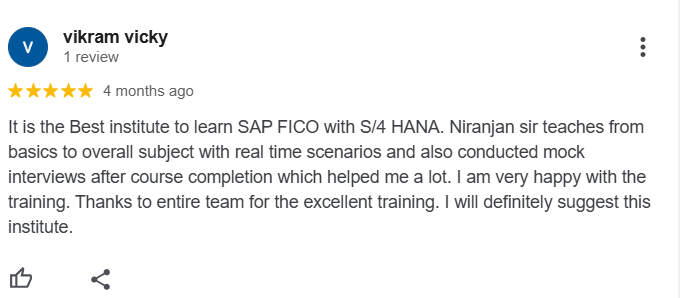 V
vikram vicky
1 review
4 months ago
It is the Best institute to learn SAP FICO with S/4 HANA. Niranjan sir teaches from
basics to overall subject with real time scenarios and also conducted mock
interviews after course completion which helped me a lot. I am very happy with the
training. Thanks to entire team for the excellent training. I will definitely suggest this
institute.